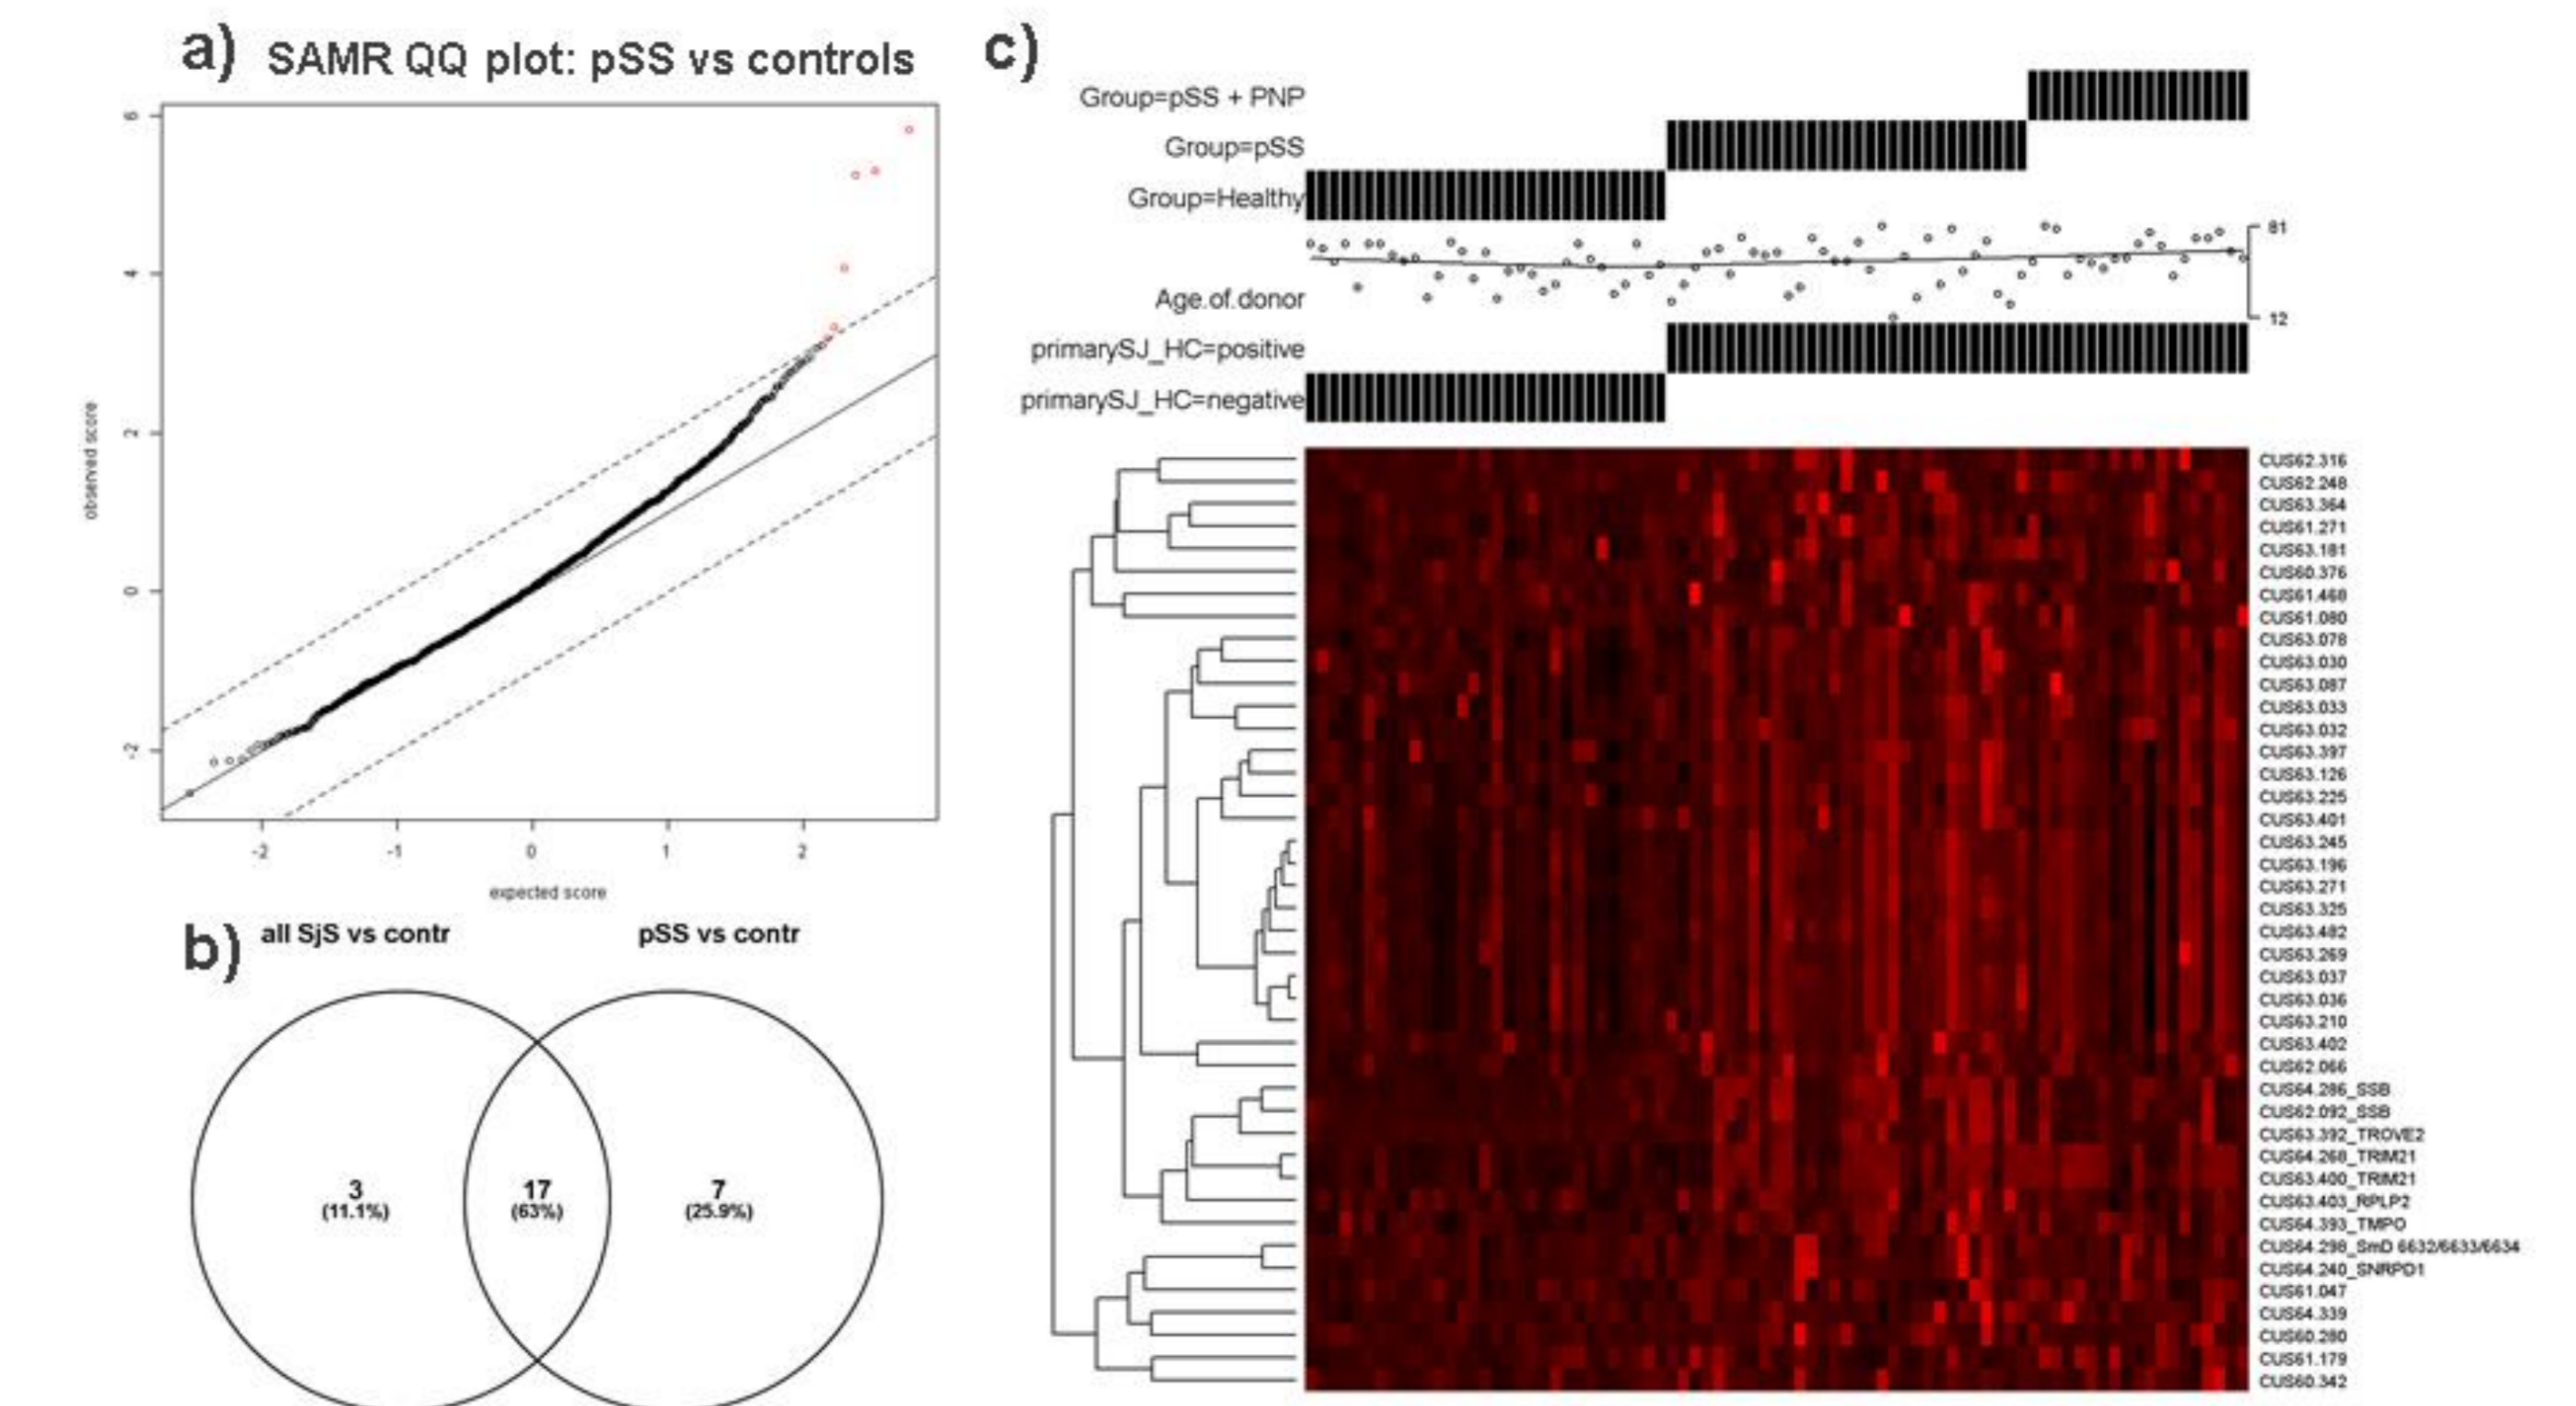 a) SAMR QQ plot: pSS vs controls
6
4
2
0
-2
observed score
-2 -1 0 1 2
expected score
b) all SjS vs contr pSS vs contr
3 17 7
(11.1%) (63%) (25.9%)
c)
Group=pSS + PNP
Group=pSS
Group=Healthy
81
Age.of.donor
12
primarySJ_HC=positive
primarySJ_HC=negative
CUS62.316
CUS62.248
CUS63.364
CUS61.271
CUS63.181
CUS60.376
CUS61.468
CUS61.080
CUS63.078
CUS63.030
CUS63.087
CUS63.033
CUS63.032
CUS63.397
CUS63.126
CUS63.225
CUS63.401
CUS63.245
CUS63.196
CUS63.271
CUS63.325
CUS63.482
CUS63.269
CUS63.037
CUS63.036
CUS63.210
CUS63.402
CUS62.066
CUS64.286_SSB
CUS62.092_SSB
CUS63.392_TROVE2
CUS64.268_TRIM21
CUS63.400_TRIM21
CUS63.403_RPLP2
CUS64.393_TMPO
CUS64.298_SmD 6632/6633/6634
CUS64.240_SNRPD1
CUS61.047
CUS64.339
CUS60.280
CUS61.179
CUS60.342